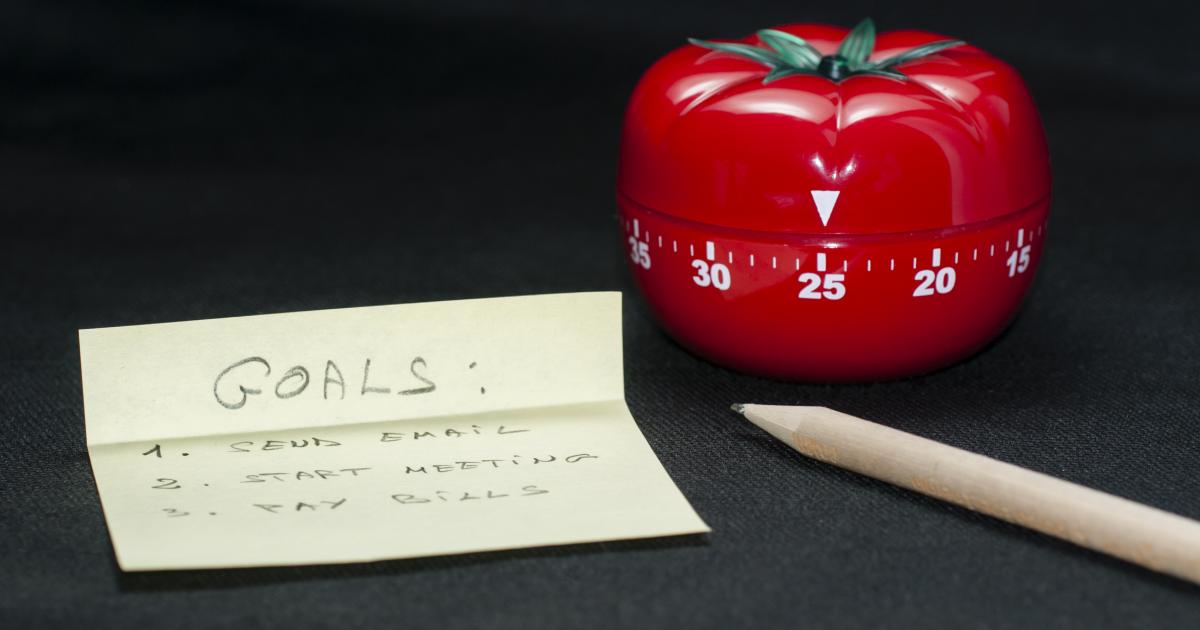 GOALS:
1. SEND EMAIL
2. START MEETING
3. PAY BILLS
35 30 25 20 15